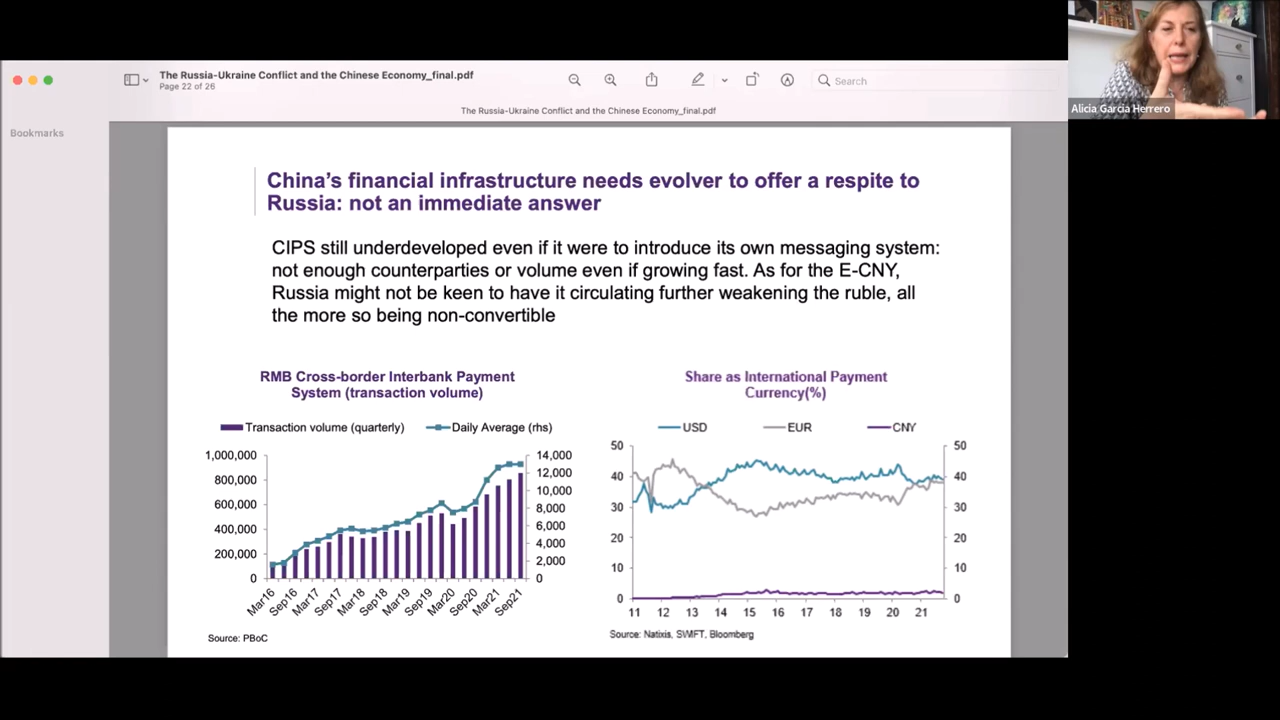 The Russia-Ukraine Conflict and the Chinese Economy_final.pdf
Page 22 of 26
Search
Alicia Garcia Herrero
The Russia-Ukraine Conflict and the Chinese Economy_final.pdf
Bookmarks
China's financial infrastructure needs evolver to offer a respite to
Russia: not an immediate answer
CIPS still underdeveloped even if it were to introduce its own messaging system:
not enough counterparties or volume even if growing fast. As for the E-CNY,
Russia might not be keen to have it circulating further weakening the ruble, all
the more so being non-convertible
RMB Cross-border Interbank Payment
System (transaction volume)
Transaction volume (quarterly) Daily Average (rhs)
1,000,000 14,000
12,000
800,000
10,000
600,000
8,000
400,000 6,000
4,000
200,000
2,000
0 0
Mar16 Sep16 Mar17 Sep17 Mar18 Sep18 Mar19 Sep19 Mar20 Sep20 Mar21 Sep21
Source: PBoC
Share as International Payment
Currency(%)
USD EUR CNY
50 50
40 40
30 30
20 20
10 10
0 0
11 12 13 14 15 16 17 18 19 20 21
Source: Natixis, SWIFT, Bloomberg